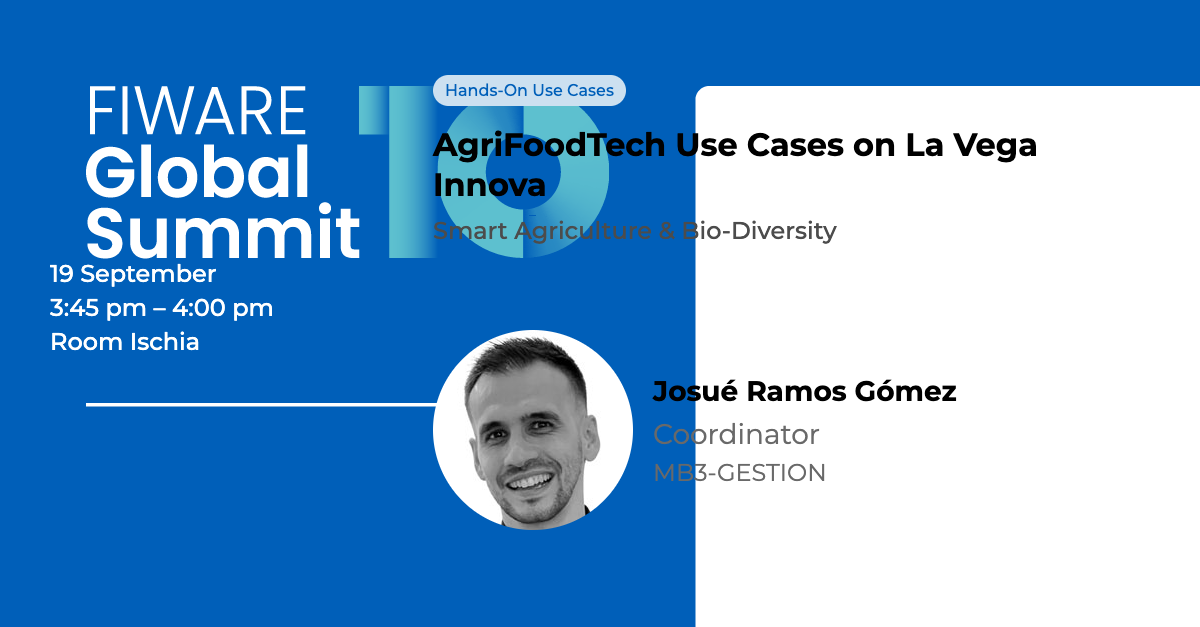 FIWARE
Global
Summit
10
19 September
3:45 pm – 4:00 pm
Room Ischia
Hands-On Use Cases
AgriFoodTech Use Cases on La Vega
Innova
Smart Agriculture & Bio-Diversity
Josué Ramos Gómez
Coordinator
MB3-GESTION